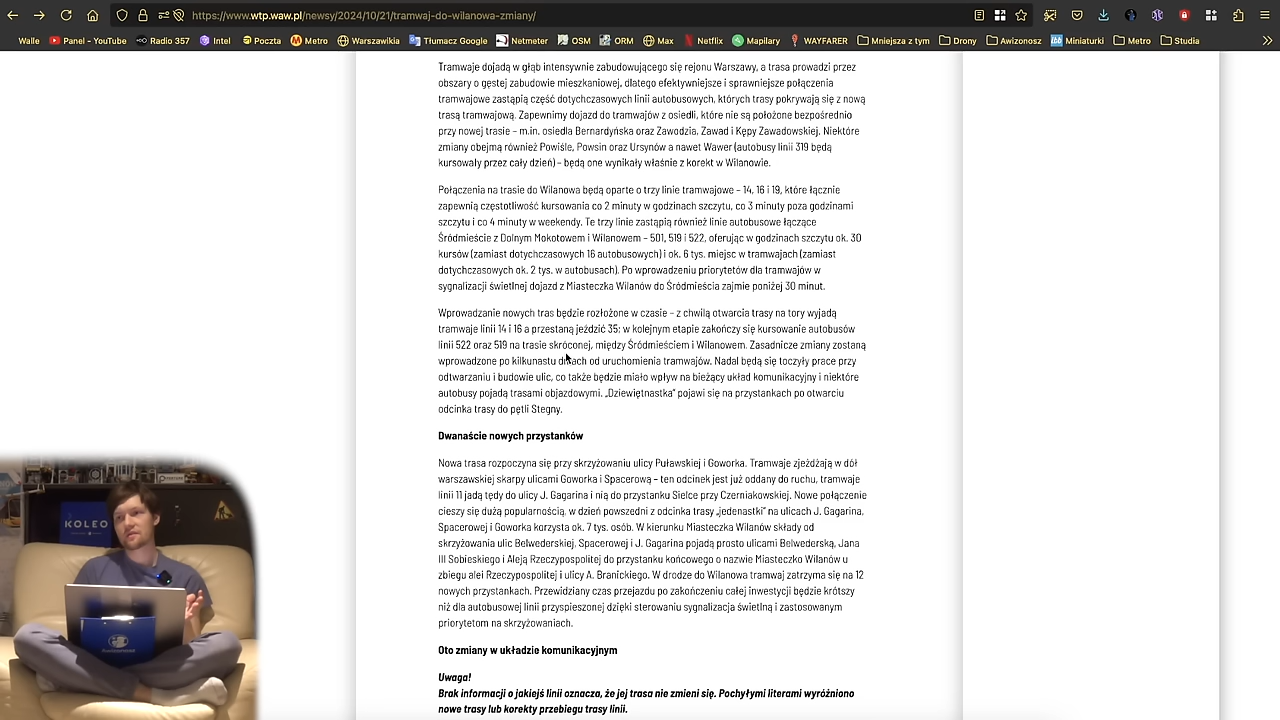 https://www.wtp.waw.pl/newsy/2024/10/21/tramwaj-do-wilanowa-zmiany/
Walle Panel - YouTube Radio 357 Intel Poczta Metro Warszawikia Tłumacz Google Netmeter OSM ORM Max Netflix Mapilary WAYFARER Mniejsza z tym Drony Awizonosz Miniaturki Metro Studia
Tramwaje dojadą w głąb intensywnie zabudowującego się rejonu Warszawy, a trasa prowadzi przez
obszary o gęstej zabudowie mieszkaniowej, dlatego efektywniejsze i sprawniejsze połączenia
tramwajowe zastąpią część dotychczasowych linii autobusowych, których trasy pokrywają się z nową
trasą tramwajową. Zapewnimy dojazd do tramwajów z osiedli, które nie są położone bezpośrednio
przy nowej trasie – m.in. osiedla Bernardyńska oraz Zawodzia, Zawad i Kępy Zawadowskiej. Niektóre
zmiany obejmą również Powiśle, Powsin oraz Ursynów a nawet Wawer (autobusy linii 319 będą
kursowały przez cały dzień) – będą one wynikały właśnie z korekt w Wilanowie.
Połączenia na trasie do Wilanowa będą oparte o trzy linie tramwajowe – 14, 16 i 19, które łącznie
zapewnią częstotliwość kursowania co 2 minuty w godzinach szczytu, co 3 minuty poza godzinami
szczytu i co 4 minuty w weekendy. Te trzy linie zastąpią również linie autobusowe łączące
Śródmieście z Dolnym Mokotowem i Wilanowem – 501, 519 i 522, oferując w godzinach szczytu ok. 30
kursów (zamiast dotychczasowych 16 autobusowych) i ok. 6 tys. miejsc w tramwajach (zamiast
dotychczasowych ok. 2 tys. w autobusach). Po wprowadzeniu priorytetów dla tramwajów w
sygnalizacji świetlnej dojazd z Miasteczka Wilanów do Śródmieścia zajmie poniżej 30 minut.
Wprowadzanie nowych tras będzie rozłożone w czasie – z chwilą otwarcia trasy na tory wyjadą
tramwaje linii 14 i 16 a przestaną jeździć 35; w kolejnym etapie zakończy się kursowanie autobusów
linii 522 oraz 519 na trasie skróconej, między Śródmieściem i Wilanowem. Zasadnicze zmiany zostaną
wprowadzone po kilkunastu dniach od uruchomienia tramwajów. Nadal będą się toczyły prace przy
odtwarzaniu i budowie ulic, co także będzie miało wpływ na bieżący układ komunikacyjny i niektóre
autobusy pojadą trasami objazdowymi. „Dziewiętnastka” pojawi się na przystankach po otwarciu
odcinka trasy do pętli Stegny.
Dwanaście nowych przystanków
Nowa trasa rozpoczyna się przy skrzyżowaniu ulicy Puławskiej i Goworka. Tramwaje zjeżdżają w dół
warszawskiej skarpy ulicami Goworka i Spacerową – ten odcinek jest już oddany do ruchu, tramwaje
linii 11 jadą tędy do ulicy J. Gagarina i nią do przystanku Sielce przy Czerniakowskiej. Nowe połączenie
cieszy się dużą popularnością, w dzień powszedni z odcinka trasy „jedenastki” na ulicach J. Gagarina,
Spacerowej i Goworka korzysta ok. 7 tys. osób. W kierunku Miasteczka Wilanów składy od
skrzyżowania ulic Belwederskiej, Spacerowej i J. Gagarina pojadą prosto ulicami Belwederską, Jana
III Sobieskiego i Aleją Rzeczypospolitej do przystanku końcowego o nazwie Miasteczko Wilanów u
zbiegu alei Rzeczypospolitej i ulicy A. Branickiego. W drodze do Wilanowa tramwaj zatrzyma się na 12
nowych przystankach. Przewidziany czas przejazdu po zakończeniu całej inwestycji będzie krótszy
niż dla autobusowej linii przyspieszonej dzięki sterowaniu sygnalizacją świetlną i zastosowanym
priorytetom na skrzyżowaniach.
Oto zmiany w układzie komunikacyjnym
Uwaga!
Brak informacji o jakiejś linii oznacza, że jej trasa nie zmieni się. Pochyłymi literami wyróżniono
nowe trasy lub korekty przebiegu trasy linii.
KOLEO